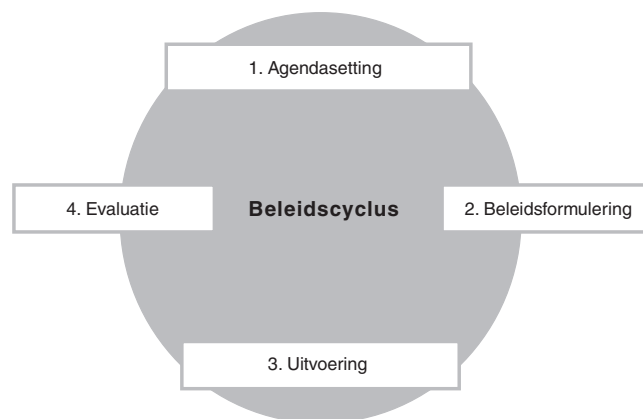 1. Agendasetting
4. Evaluatie
Beleidscyclus
2. Beleidsformulering
3. Uitvoering